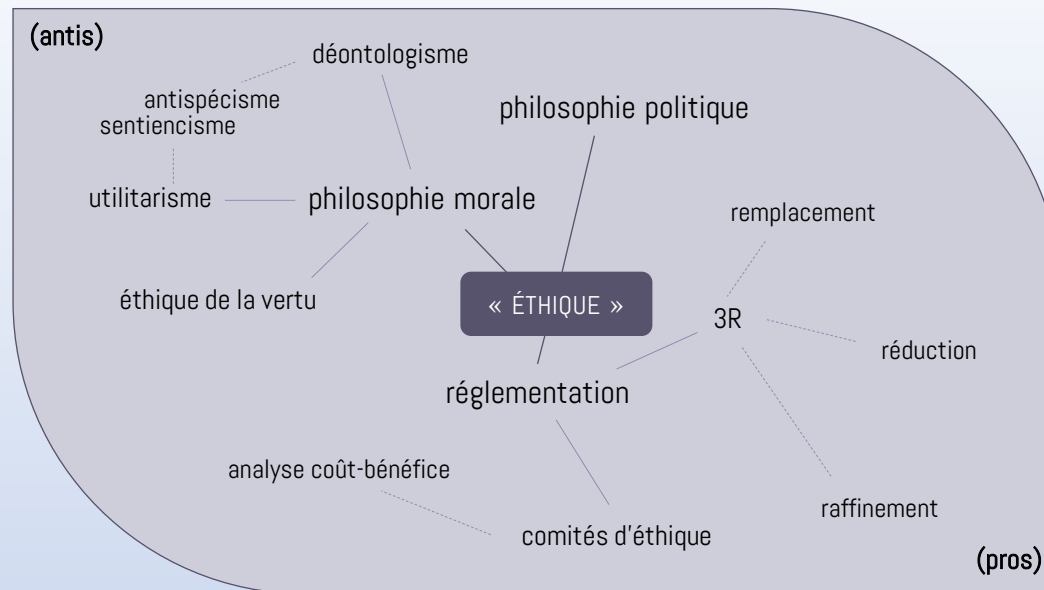 (antis)
déontologisme
antispécisme
sentiencisme
philosophie politique
utilitarisme
philosophie morale
remplacement
éthique de la vertu
« ÉTHIQUE »
3R
réduction
réglementation
analyse coût-bénéfice
raffinement
comités d'éthique
(pros)